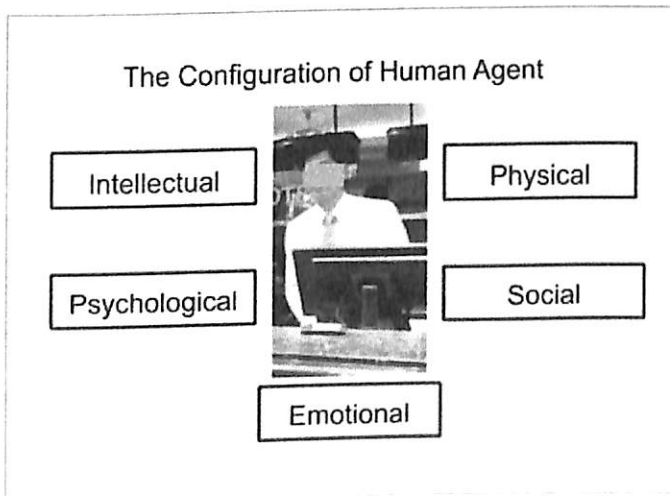 The Configuration of Human Agent
Intellectual
Physical
Psychological
Social
Emotional